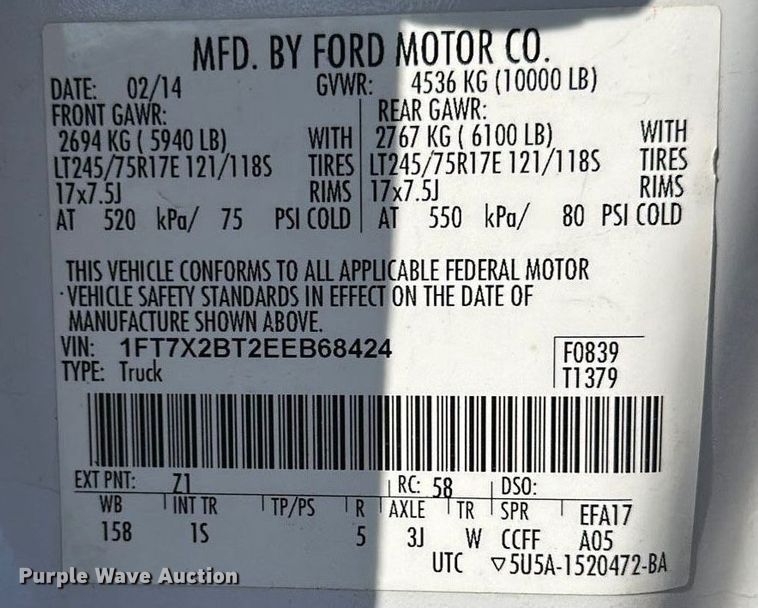 MFD. BY FORD MOTOR CO.
DATE: 02/14 GVWR: 4536 KG (10000 LB)
FRONT GAWR: REAR GAWR:
2694 KG ( 5940 LB) WITH 2767 KG ( 6100 LB) WITH
LT245/75R17E 121/118S TIRES LT245/75R17E 121/118S TIRES
17x7.5J RIMS 17x7.5J RIMS
AT 520 kPa/ 75 PSI COLD AT 550 kPa/ 80 PSI COLD
THIS VEHICLE CONFORMS TO ALL APPLICABLE FEDERAL MOTOR
VEHICLE SAFETY STANDARDS IN EFFECT ON THE DATE OF
MANUFACTURE SHOWN ABOVE.
VIN: 1FT7X2BT2EEB68424 F0839
TYPE: Truck T1379
EXT PNT: Z1 RC: 58 DSO:
WB INT TR TP/PS R AXLE TR SPR EFA17
158 1S 5 3J W CCFF A05
UTC ▽5U5A-1520472-BA
Purple Wave Auction